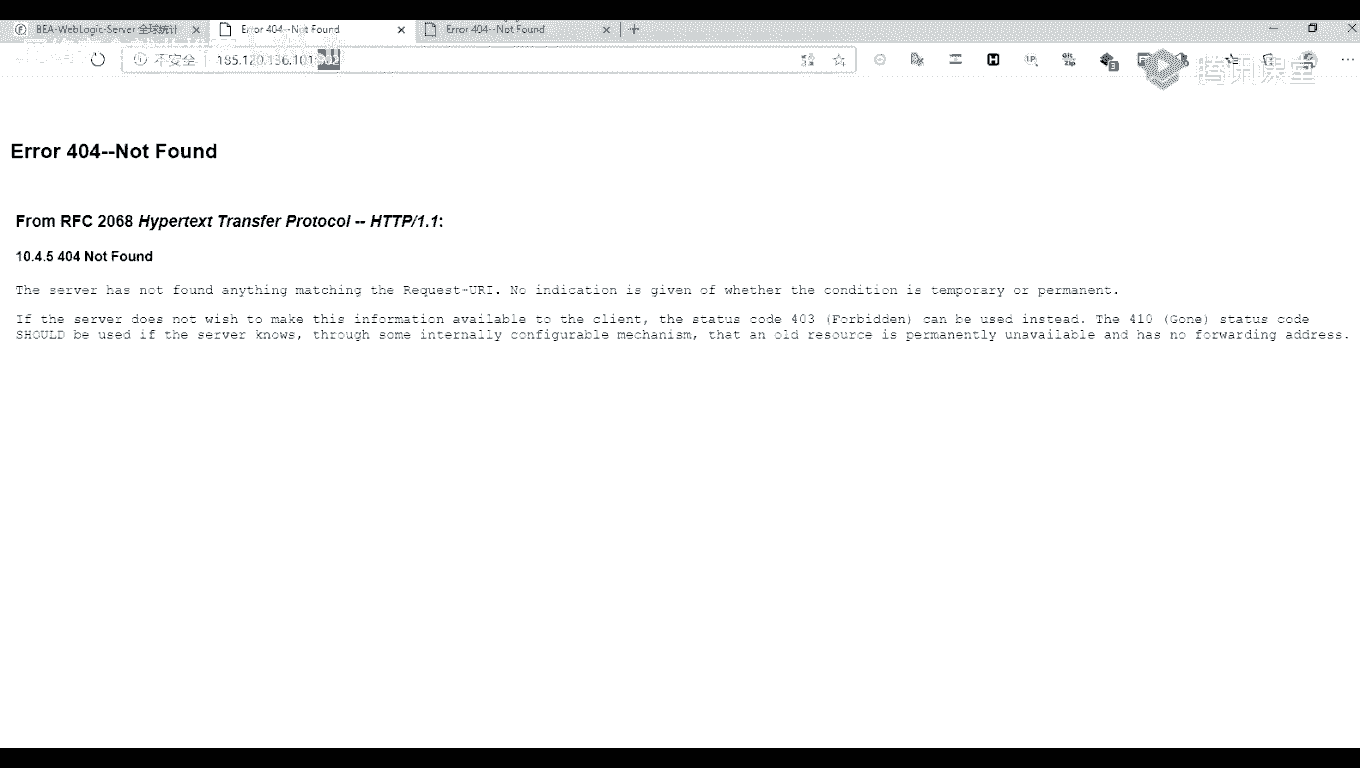 BEA-WebLogic-Server 全球统计
Error 404--Not Found
Error 404--Not Found
不安全
185.120.136.101
腾讯课堂
Error 404--Not Found
From RFC 2068 Hypertext Transfer Protocol -- HTTP/1.1:
10.4.5 404 Not Found
The server has not found anything matching the Request-URI. No indication is given of whether the condition is temporary or permanent.
If the server does not wish to make this information available to the client, the status code 403 (Forbidden) can be used instead. The 410 (Gone) status code
SHOULD be used if the server knows, through some internally configurable mechanism, that an old resource is permanently unavailable and has no forwarding address.